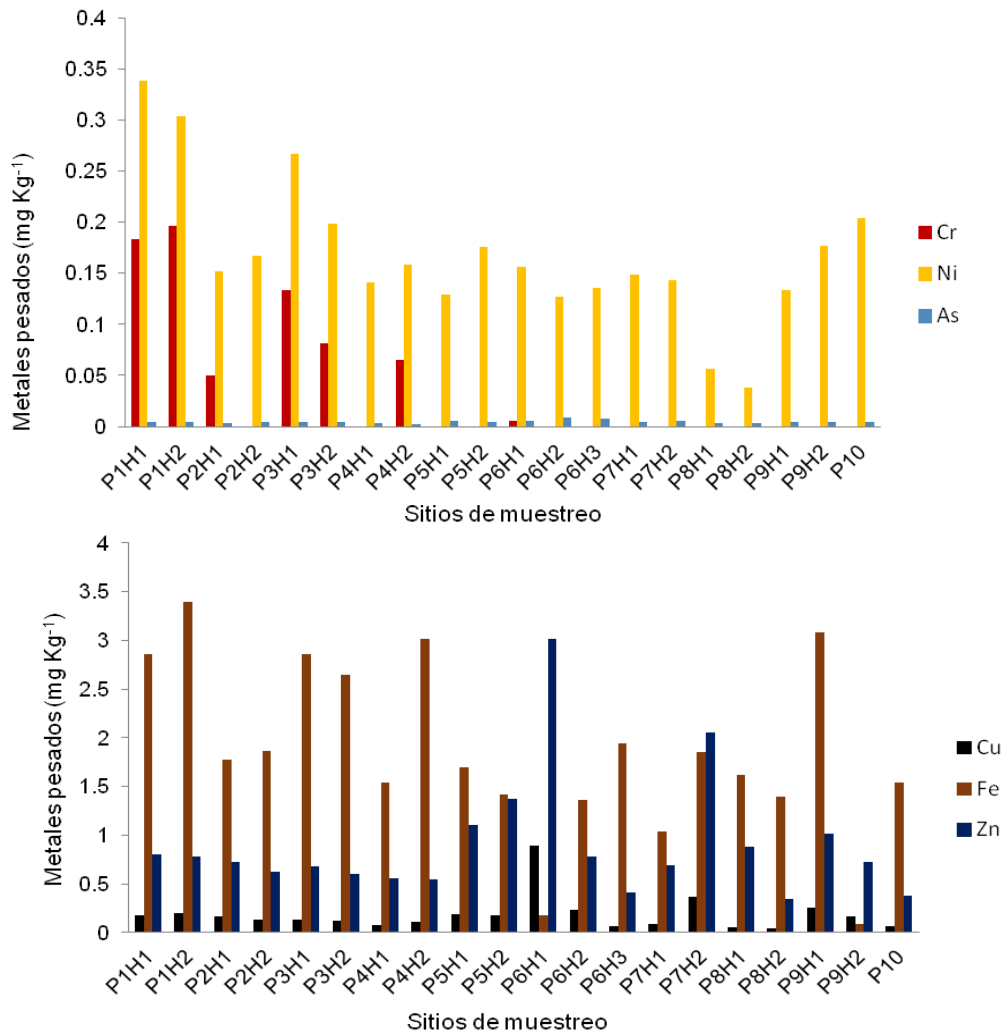 0.4
0.35
0.3
0.25
0.2
0.15
0.1
0.05
0
Metales pesados (mg Kg⁻¹)
P1H1 P1H2 P2H1 P2H2 P3H1 P3H2 P4H1 P4H2 P5H1 P5H2 P6H1 P6H2 P6H3 P7H1 P7H2 P8H1 P8H2 P9H1 P9H2 P10
Sitios de muestreo
Cr
Ni
As
4
3.5
3
2.5
2
1.5
1
0.5
0
Metales pesados (mg Kg⁻¹)
P1H1 P1H2 P2H1 P2H2 P3H1 P3H2 P4H1 P4H2 P5H1 P5H2 P6H1 P6H2 P6H3 P7H1 P7H2 P8H1 P8H2 P9H1 P9H2 P10
Sitios de muestreo
Cu
Fe
Zn